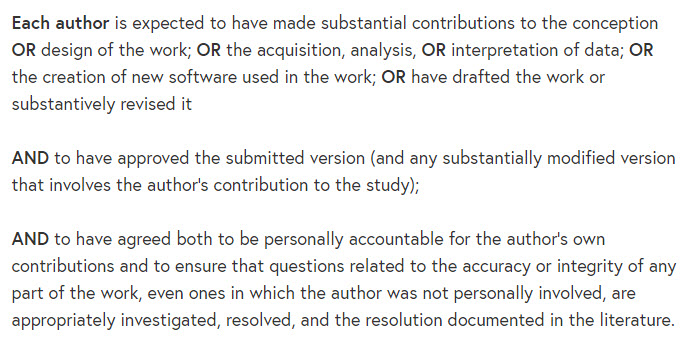 Each author is expected to have made substantial contributions to the conception
OR design of the work; OR the acquisition, analysis, OR interpretation of data; OR
the creation of new software used in the work; OR have drafted the work or
substantively revised it
AND to have approved the submitted version (and any substantially modified version
that involves the author's contribution to the study);
AND to have agreed both to be personally accountable for the author's own
contributions and to ensure that questions related to the accuracy or integrity of any
part of the work, even ones in which the author was not personally involved, are
appropriately investigated, resolved, and the resolution documented in the literature.